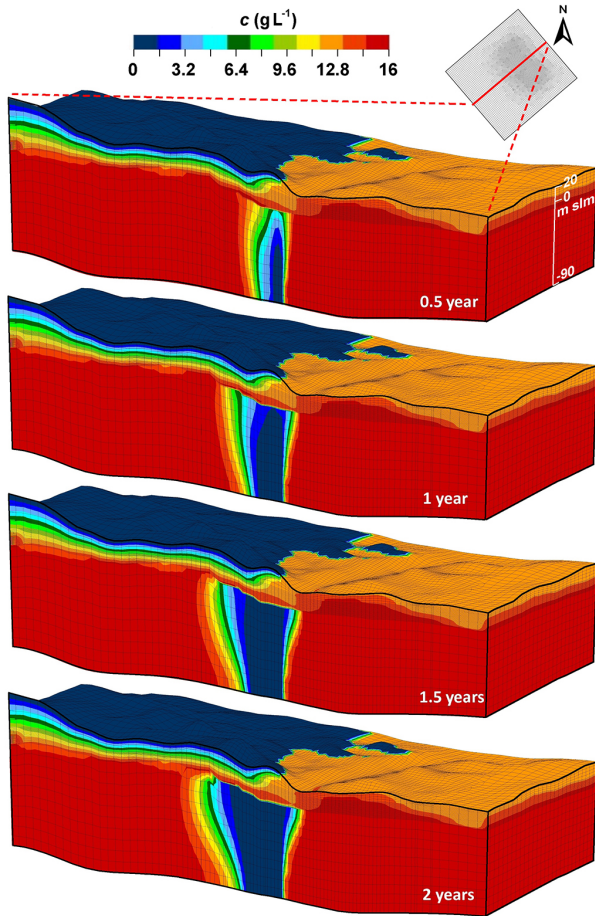 c (g L⁻¹)
0 3.2 6.4 9.6 12.8 16
N
20
0
m slm
-90
0.5 year
1 year
1.5 years
2 years